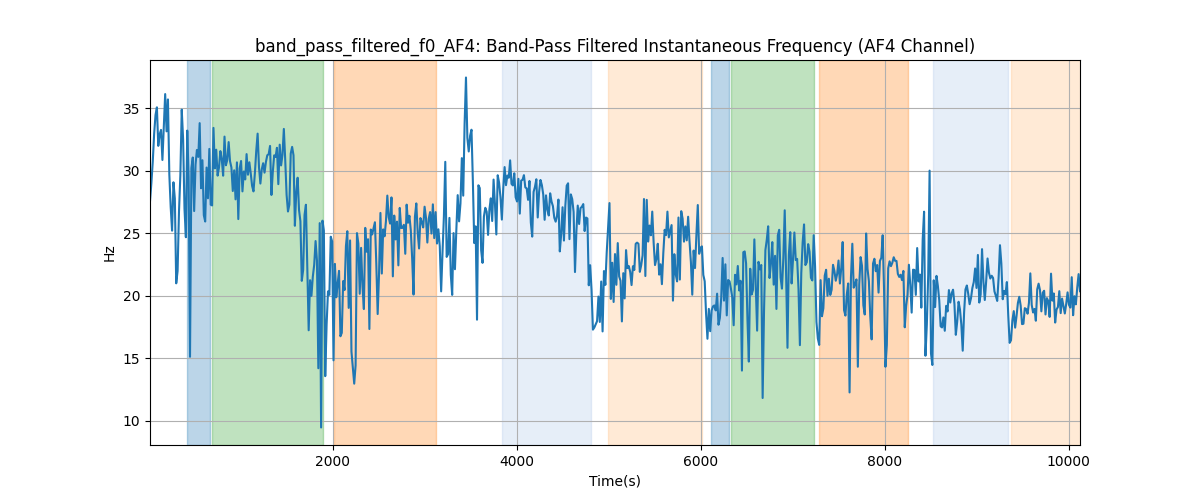 band_pass_filtered_f0_AF4: Band-Pass Filtered Instantaneous Frequency (AF4 Channel)
35
30
25
20
15
10
Hz
2000 4000 6000 8000 10000
Time(s)